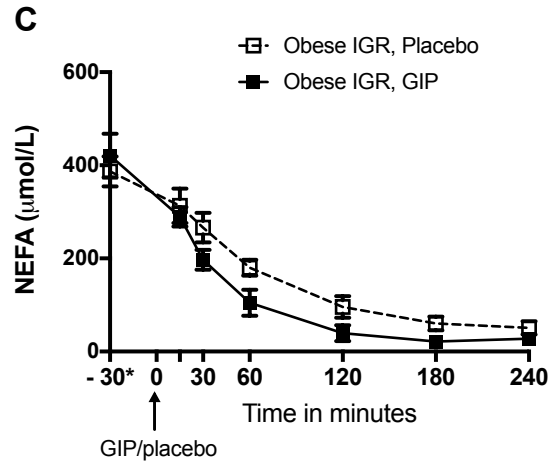 C
Obese IGR, Placebo
Obese IGR, GIP
600
400
200
0
NEFA (μmol/L)
- 30* 0 30 60 120 180 240
Time in minutes
GIP/placebo